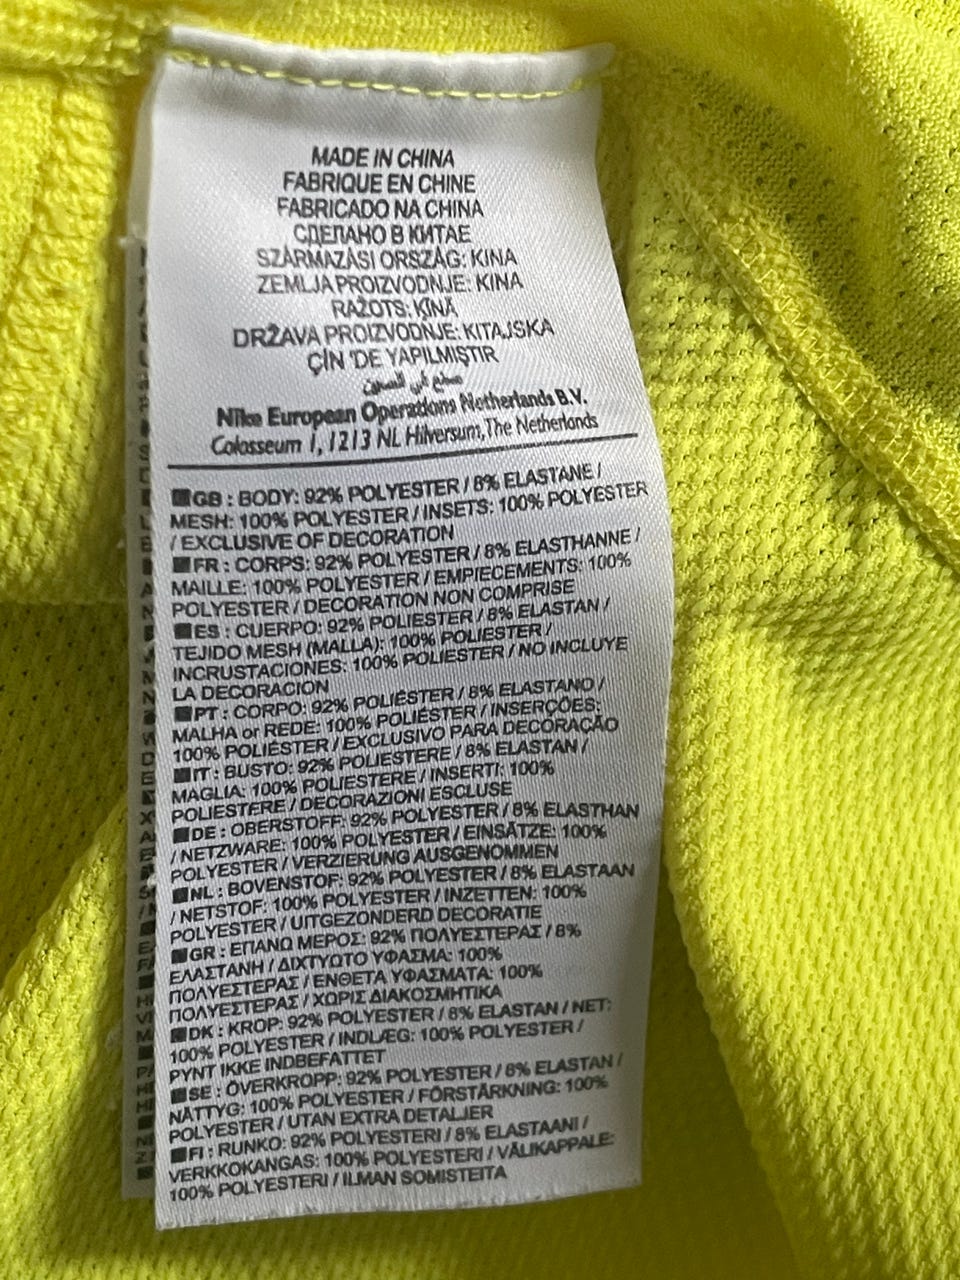 MADE IN CHINA
FABRIQUE EN CHINE
FABRICADO NA CHINA
СДЕЛАНО В КИТАЕ
SZÁRMAZÁSI ORSZÁG: KINA
ZEMLJA PROIZVODNJE: KINA
RAŽOTS: ĶĪNĀ
DRŽAVA PROIZVODNJE: KITAJSKA
ÇİN 'DE YAPILMIŞTIR
صنع في الصين
Nike European Operations Netherlands B.V.
Colosseum 1, 1213 NL Hilversum, The Netherlands
GB : BODY: 92% POLYESTER / 8% ELASTANE /
MESH: 100% POLYESTER / INSETS: 100% POLYESTER
/ EXCLUSIVE OF DECORATION
FR : CORPS: 92% POLYESTER / 8% ELASTHANNE /
MAILLE: 100% POLYESTER / EMPIECEMENTS: 100%
POLYESTER / DECORATION NON COMPRISE
ES : CUERPO: 92% POLIESTER / 8% ELASTAN /
TEJIDO MESH (MALLA): 100% POLIESTER /
INCRUSTACIONES: 100% POLIESTER / NO INCLUYE
LA DECORACION
PT : CORPO: 92% POLIÉSTER / 8% ELASTANO /
MALHA or REDE: 100% POLIÉSTER / INSERÇÕES:
100% POLIÉSTER / EXCLUSIVO PARA DECORAÇÃO
IT : BUSTO: 92% POLIESTERE / 8% ELASTAN /
MAGLIA: 100% POLIESTERE / INSERTI: 100%
POLIESTERE / DECORAZIONI ESCLUSE
DE : OBERSTOFF: 92% POLYESTER / 8% ELASTHAN
/ NETZWARE: 100% POLYESTER / EINSÄTZE: 100%
POLYESTER / VERZIERUNG AUSGENOMMEN
NL : BOVENSTOF: 92% POLYESTER / 8% ELASTAAN
/ NETSTOF: 100% POLYESTER / INZETTEN: 100%
POLYESTER / UITGEZONDERD DECORATIE
GR : ΕΠΑΝΩ ΜΕΡΟΣ: 92% ΠΟΛΥΕΣΤΕΡΑΣ / 8%
ΕΛΑΣΤΑΝΗ / ΔΙΧΤΥΩΤΟ ΥΦΑΣΜΑ: 100%
ΠΟΛΥΕΣΤΕΡΑΣ / ΕΝΘΕΤΑ ΥΦΑΣΜΑΤΑ: 100%
ΠΟΛΥΕΣΤΕΡΑΣ / ΧΩΡΙΣ ΔΙΑΚΟΣΜΗΤΙΚΑ
DK : KROP: 92% POLYESTER / 8% ELASTAN / NET:
100% POLYESTER / INDLÆG: 100% POLYESTER /
PYNT IKKE INDBEFATTET
SE : ÖVERKROPP: 92% POLYESTER / 8% ELASTAN /
NÄTTYG: 100% POLYESTER / FÖRSTÄRKNING: 100%
POLYESTER / UTAN EXTRA DETALJER
FI : RUNKO: 92% POLYESTERI / 8% ELASTAANI /
VERKKOKANGAS: 100% POLYESTERI / VÄLIKAPPALE:
100% POLYESTERI / ILMAN SOMISTEITA